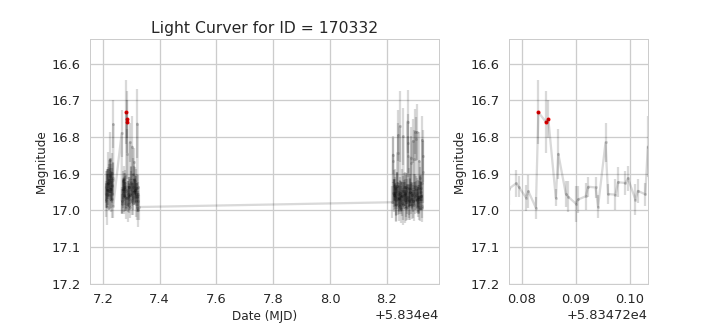 Light Curver for ID = 170332
Magnitude
16.6
16.7
16.8
16.9
17.0
17.1
17.2
7.2 7.4 7.6 7.8 8.0 8.2
Date (MJD)
+5.834e4
Magnitude
16.6
16.7
16.8
16.9
17.0
17.1
17.2
0.08 0.09 0.10
+5.83472e4